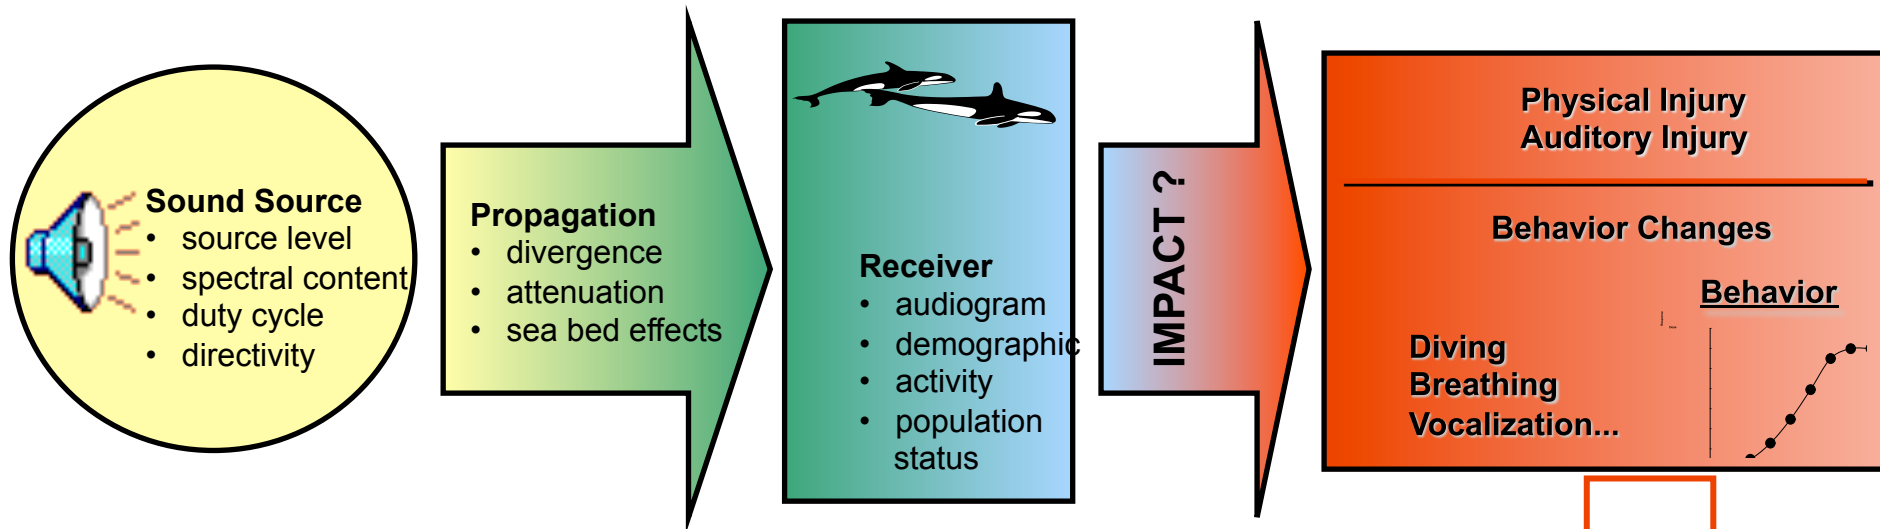 Sound Source
• source level
• spectral content
• duty cycle
• directivity
Propagation
• divergence
• attenuation
• sea bed effects
Receiver
• audiogram
• demographic
• activity
• population
status
IMPACT ?
Physical Injury
Auditory Injury
Behavior Changes
Behavior
Diving
Breathing
Vocalization...